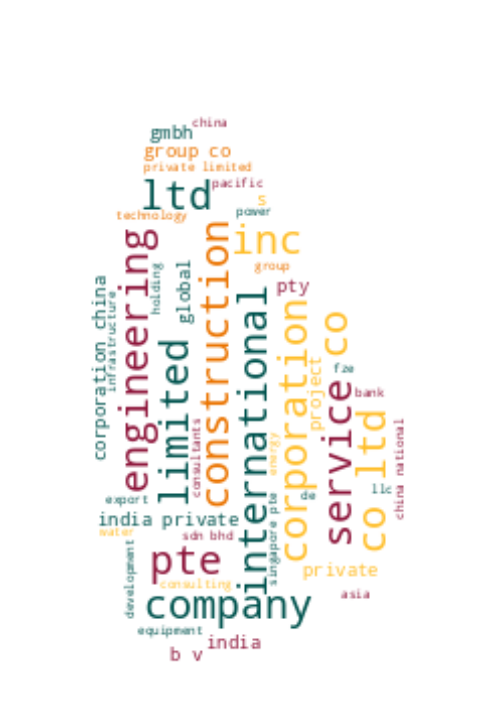 china
gmbh
group co
private limited
pacific
ltd
s
technology
power
construction
inc
engineering
group
global
holding
pty
corporation china
infrastructure
international
corporation
co
limited
project
fze
service
bank
co ltd
consultants
china national
energy
llc
de
export
singapore pte
india private
water
sdn bhd
development
pte
private
consulting
company
asia
equipment
india
b v